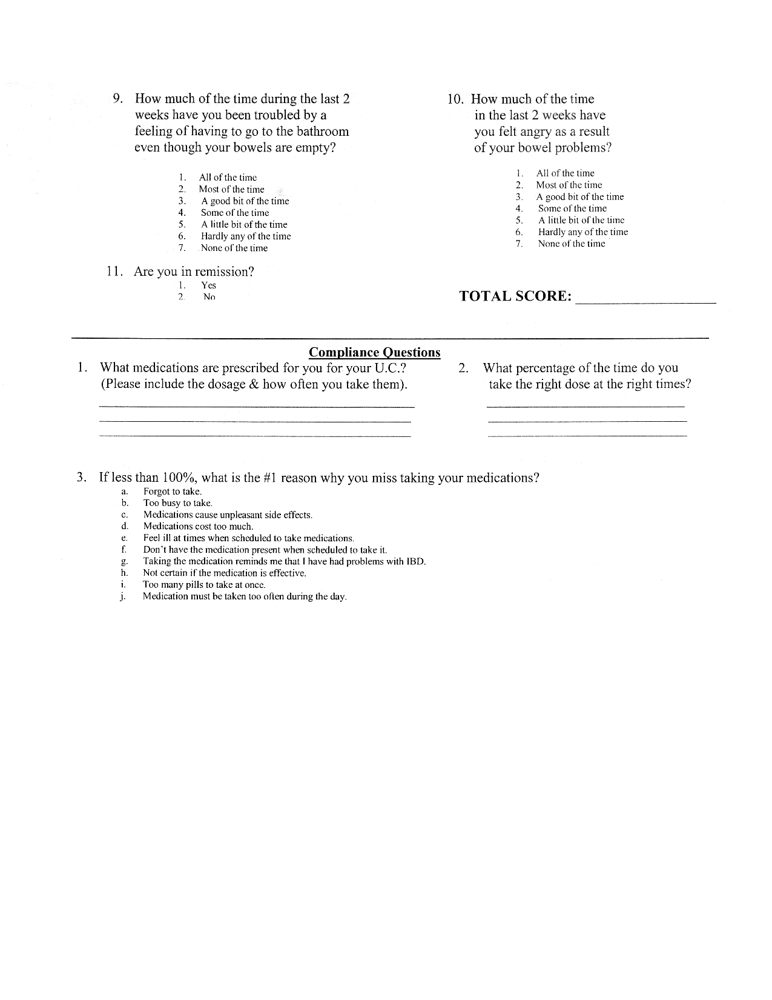 9. How much of the time during the last 2
weeks have you been troubled by a
feeling of having to go to the bathroom
even though your bowels are empty?
1. All of the time
2. Most of the time
3. A good bit of the time
4. Some of the time
5. A little bit of the time
6. Hardly any of the time
7. None of the time
10. How much of the time
in the last 2 weeks have
you felt angry as a result
of your bowel problems?
1. All of the time
2. Most of the time
3. A good bit of the time
4. Some of the time
5. A little bit of the time
6. Hardly any of the time
7. None of the time
11. Are you in remission?
1. Yes
2. No
TOTAL SCORE:
Compliance Questions
1. What medications are prescribed for you for your U.C.?
(Please include the dosage & how often you take them).
2. What percentage of the time do you
take the right dose at the right times?
3. If less than 100%, what is the #1 reason why you miss taking your medications?
a. Forgot to take.
b. Too busy to take.
c. Medications cause unpleasant side effects.
d. Medications cost too much.
e. Feel ill at times when scheduled to take medications.
f. Don't have the medication present when scheduled to take it.
g. Taking the medication reminds me that I have had problems with IBD.
h. Not certain if the medication is effective.
i. Too many pills to take at once.
j. Medication must be taken too often during the day.